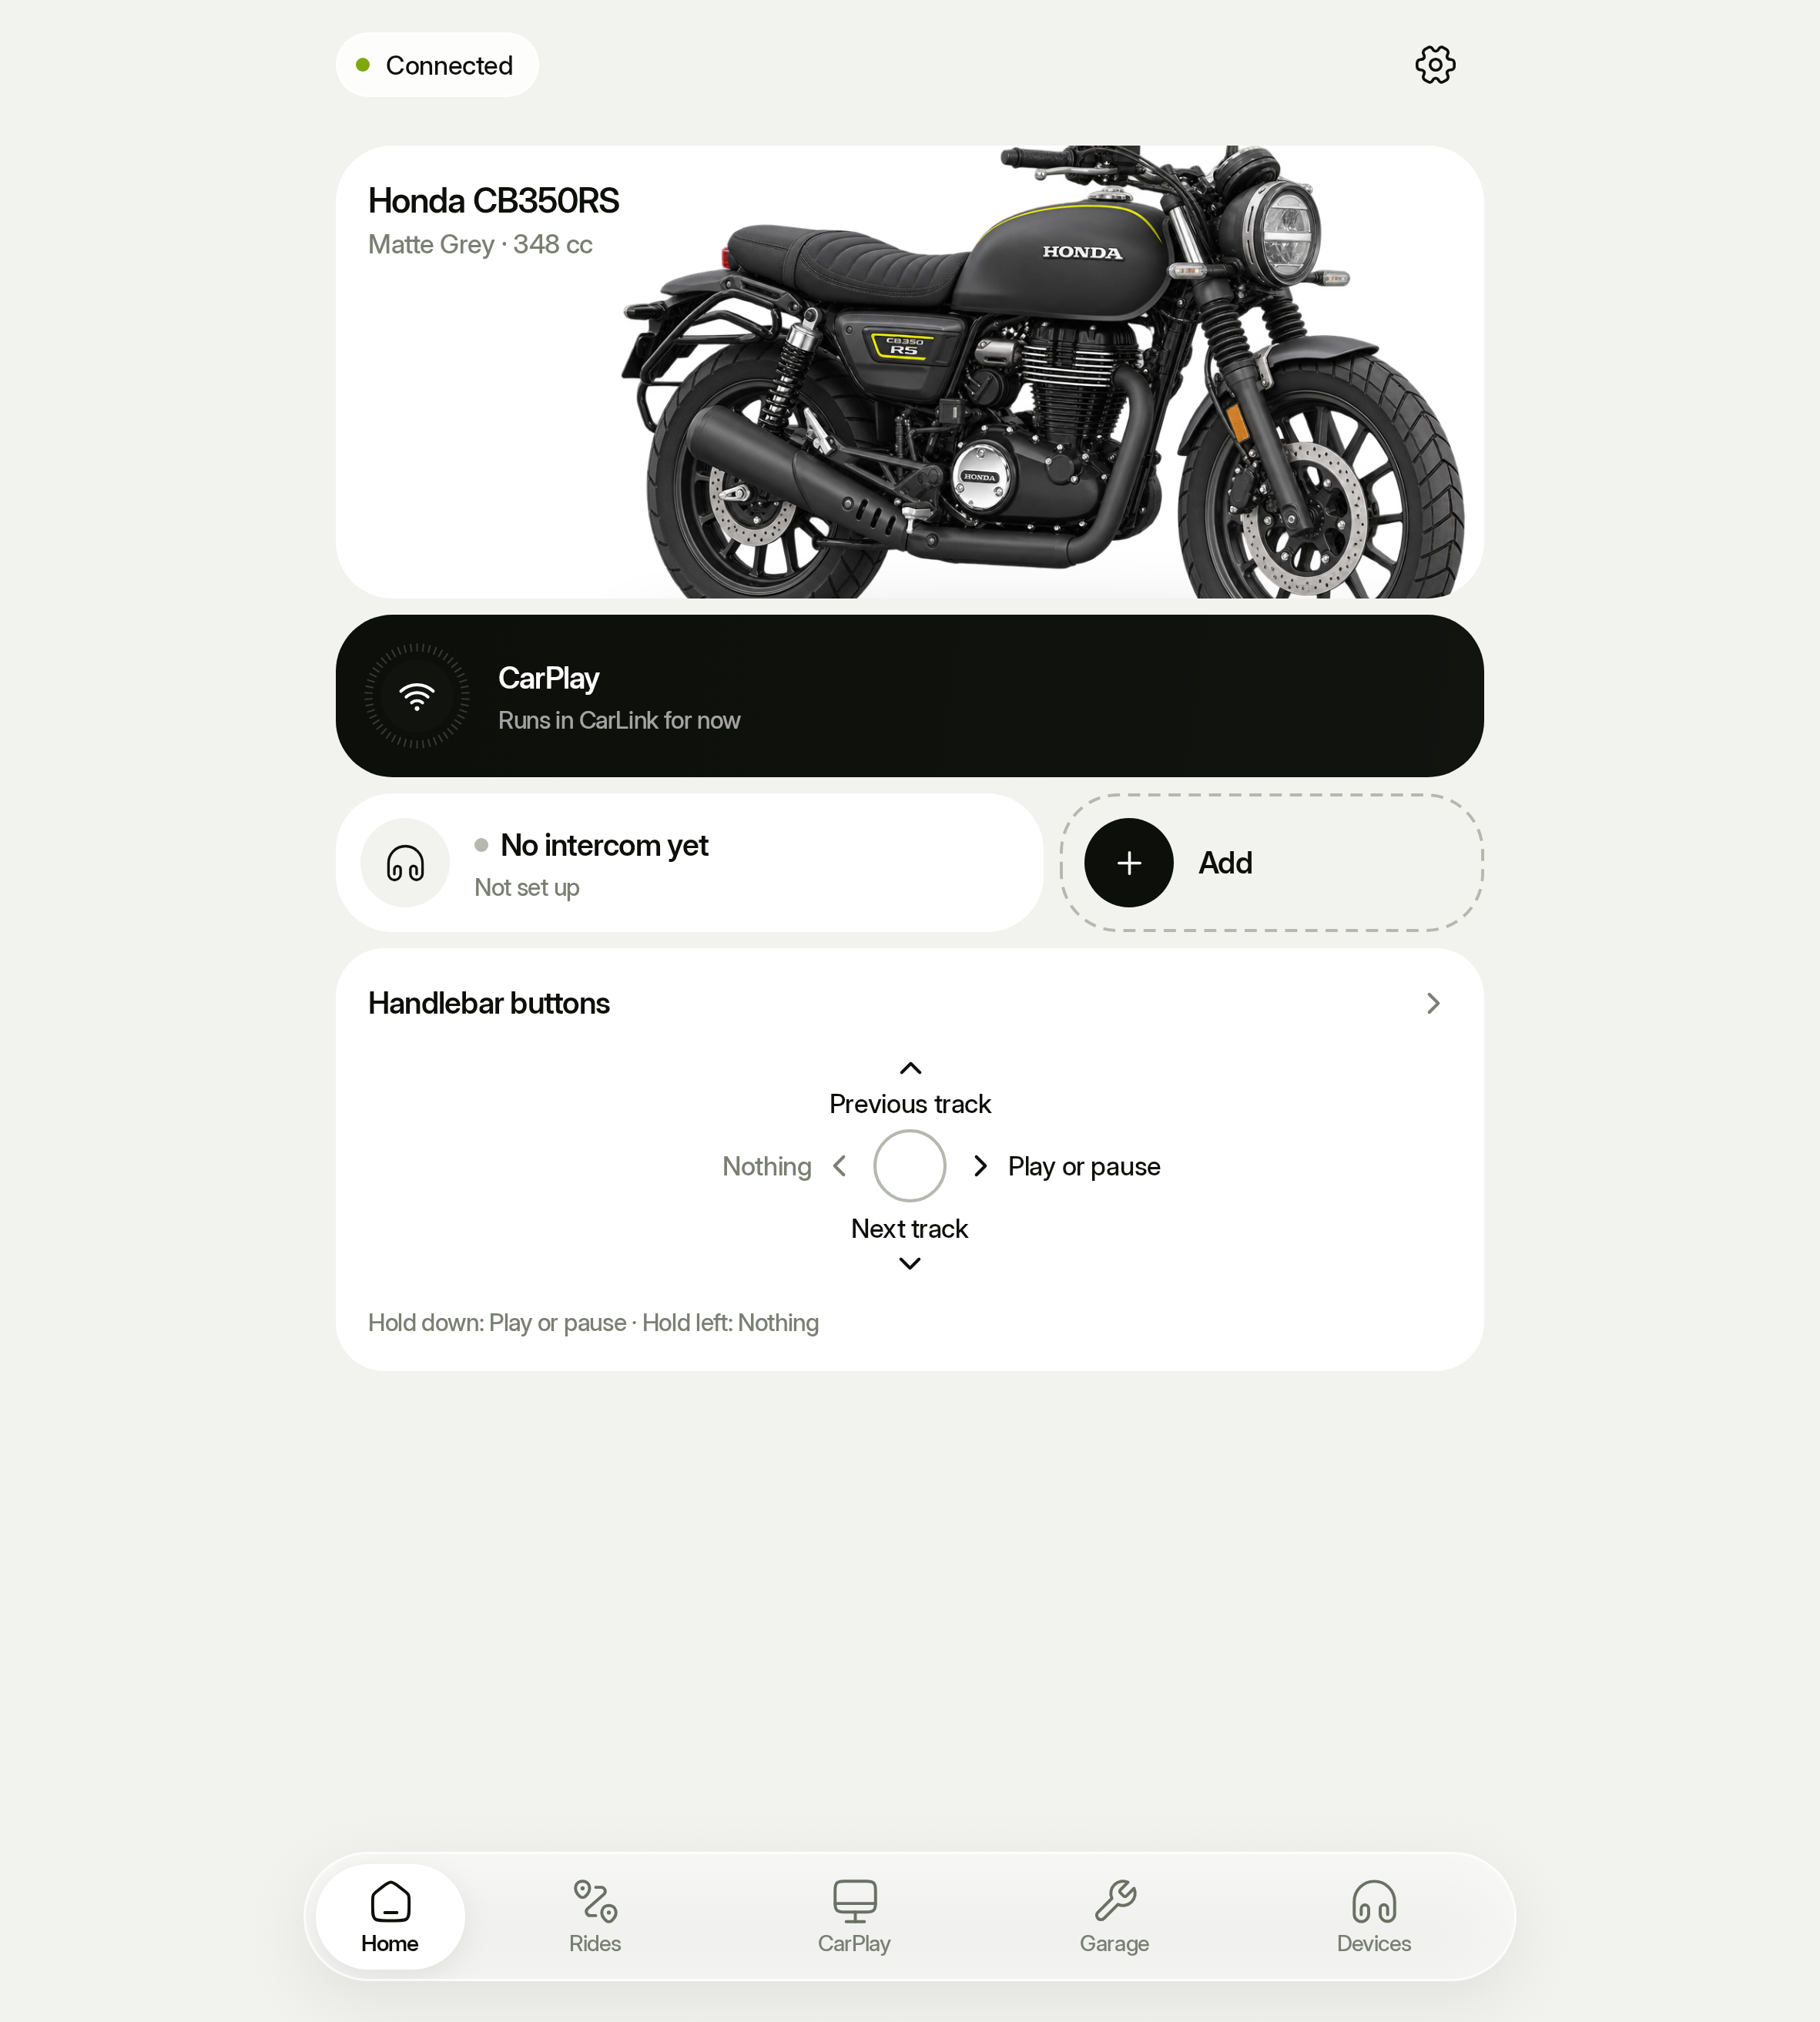 Connected
Honda CB350RS
Matte Grey · 348 cc
HONDA
CB350
RS
HONDA
CarPlay
Runs in CarLink for now
No intercom yet
Not set up
Add
Handlebar buttons
Previous track
Nothing
Play or pause
Next track
Hold down: Play or pause · Hold left: Nothing
Home
Rides
CarPlay
Garage
Devices